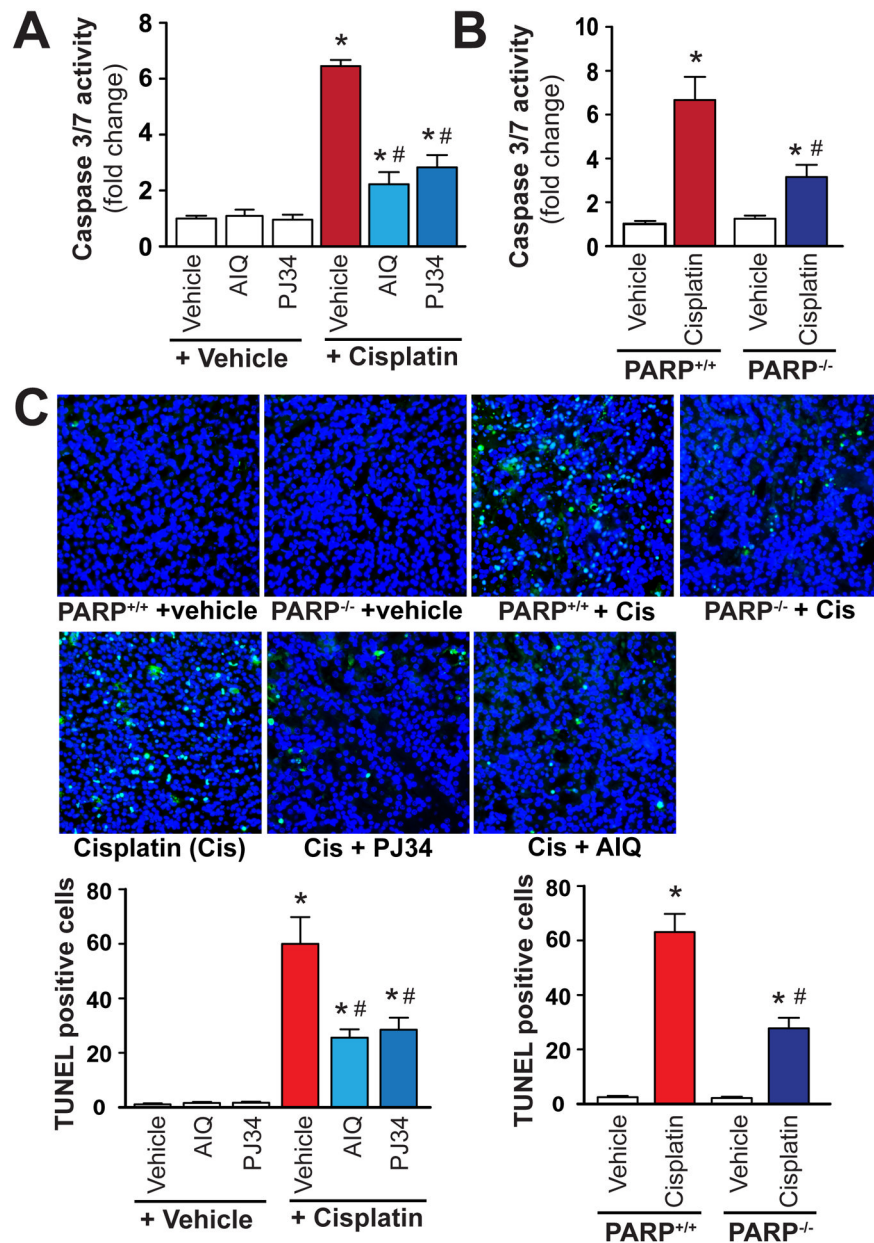 A
Caspase 3/7 activity
(fold change)
8
6
4
2
0
*
* #
* #
Vehicle
AIQ
PJ34
Vehicle
AIQ
PJ34
+ Vehicle
+ Cisplatin
B
Caspase 3/7 activity
(fold change)
10
8
6
4
2
0
*
* #
Vehicle
Cisplatin
Vehicle
Cisplatin
PARP+/+
PARP-/-
C
PARP+/+ +vehicle
PARP-/- +vehicle
PARP+/+ + Cis
PARP-/- + Cis
Cisplatin (Cis)
Cis + PJ34
Cis + AIQ
TUNEL positive cells
80
60
40
20
0
*
* #
* #
Vehicle
AIQ
PJ34
Vehicle
AIQ
PJ34
+ Vehicle
+ Cisplatin
TUNEL positive cells
80
60
40
20
0
*
* #
Vehicle
Cisplatin
Vehicle
Cisplatin
PARP+/+
PARP-/-